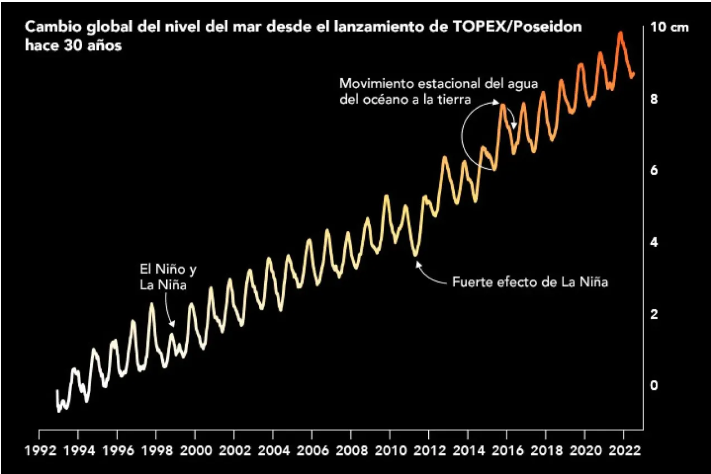 Cambio global del nivel del mar desde el lanzamiento de TOPEX/Poseidon
hace 30 años
10 cm
Movimiento estacional del agua
del océano a la tierra
8
6
4
El Niño y
La Niña
Fuerte efecto de La Niña
2
0
1992 1994 1996 1998 2000 2002 2004 2006 2008 2010 2012 2014 2016 2018 2020 2022